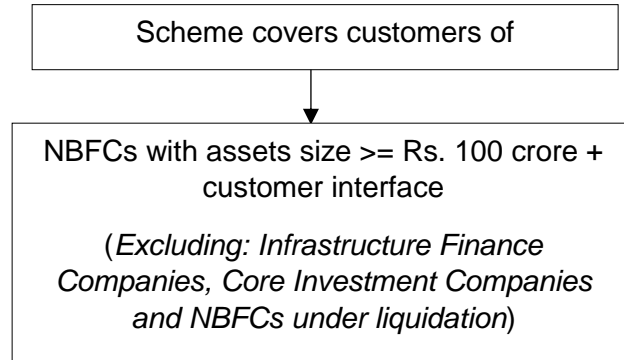 Scheme covers customers of
NBFCs with assets size >= Rs. 100 crore +
customer interface
(Excluding: Infrastructure Finance
Companies, Core Investment Companies
and NBFCs under liquidation)